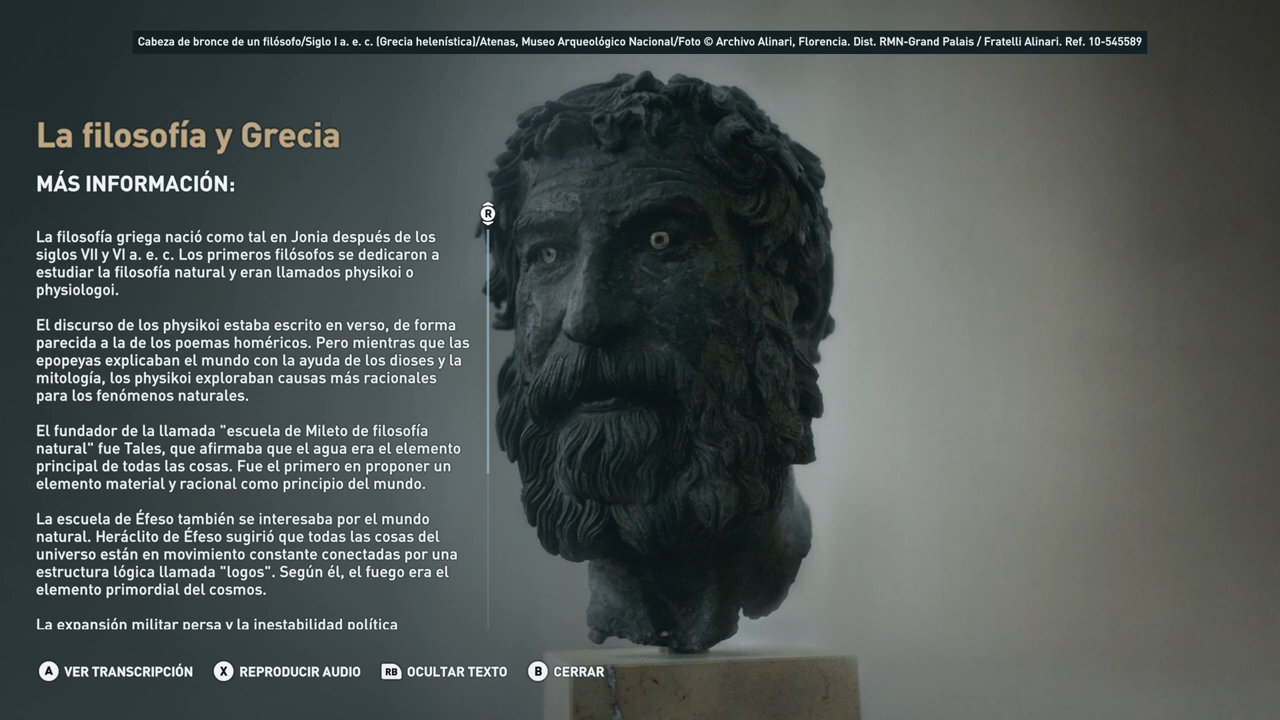 Cabeza de bronce de un filósofo/Siglo I a. e. c. (Grecia helenística)/Atenas, Museo Arqueológico Nacional/Foto © Archivo Alinari, Florencia. Dist. RMN-Grand Palais / Fratelli Alinari. Ref. 10-545589
La filosofía y Grecia
MÁS INFORMACIÓN:
R
La filosofía griega nació como tal en Jonia después de los
siglos VII y VI a. e. c. Los primeros filósofos se dedicaron a
estudiar la filosofía natural y eran llamados physikoi o
physiologoi.
El discurso de los physikoi estaba escrito en verso, de forma
parecida a la de los poemas homéricos. Pero mientras que las
epopeyas explicaban el mundo con la ayuda de los dioses y la
mitología, los physikoi exploraban causas más racionales
para los fenómenos naturales.
El fundador de la llamada "escuela de Mileto de filosofía
natural" fue Tales, que afirmaba que el agua era el elemento
principal de todas las cosas. Fue el primero en proponer un
elemento material y racional como principio del mundo.
La escuela de Éfeso también se interesaba por el mundo
natural. Heráclito de Éfeso sugirió que todas las cosas del
universo están en movimiento constante conectadas por una
estructura lógica llamada "logos". Según él, el fuego era el
elemento primordial del cosmos.
La expansión militar persa y la inestabilidad política
A VER TRANSCRIPCIÓN X REPRODUCIR AUDIO RB OCULTAR TEXTO B CERRAR